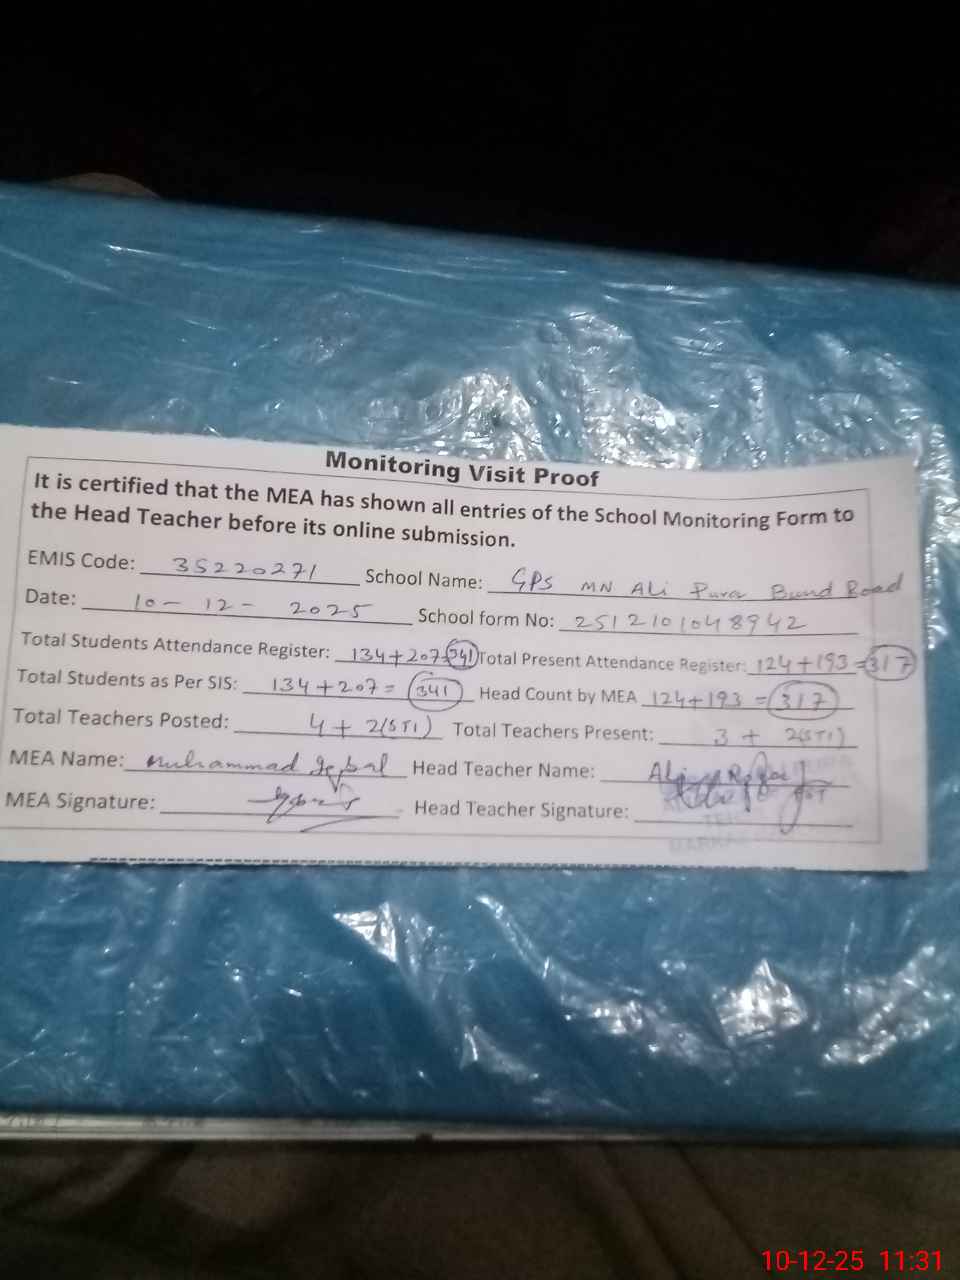 Monitoring Visit Proof
It is certified that the MEA has shown all entries of the School Monitoring Form to
the Head Teacher before its online submission.
EMIS Code: 35220271 School Name: GPS MN Ali Pura Bund Road
Date: 10-12-2025 School form No: 2512101048942
Total Students Attendance Register: 134+207=341 Total Present Attendance Register: 124+193=317
Total Students as Per SIS: 134+207=341 Head Count by MEA 124+193=317
Total Teachers Posted: 4+2(STI) Total Teachers Present: 3+2(STI)
MEA Name: Muhammad Iqbal Head Teacher Name:
MEA Signature: Head Teacher Signature:
10-12-25 11:31